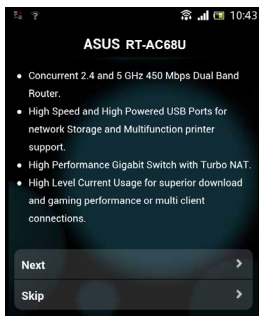 10:43
ASUS RT-AC68U
• Concurrent 2.4 and 5 GHz 450 Mbps Dual Band
Router.
• High Speed and High Powered USB Ports for
network Storage and Multifunction printer
support.
• High Performance Gigabit Switch with Turbo NAT.
• High Level Current Usage for superior download
and gaming performance or multi client
connections.
Next
Skip